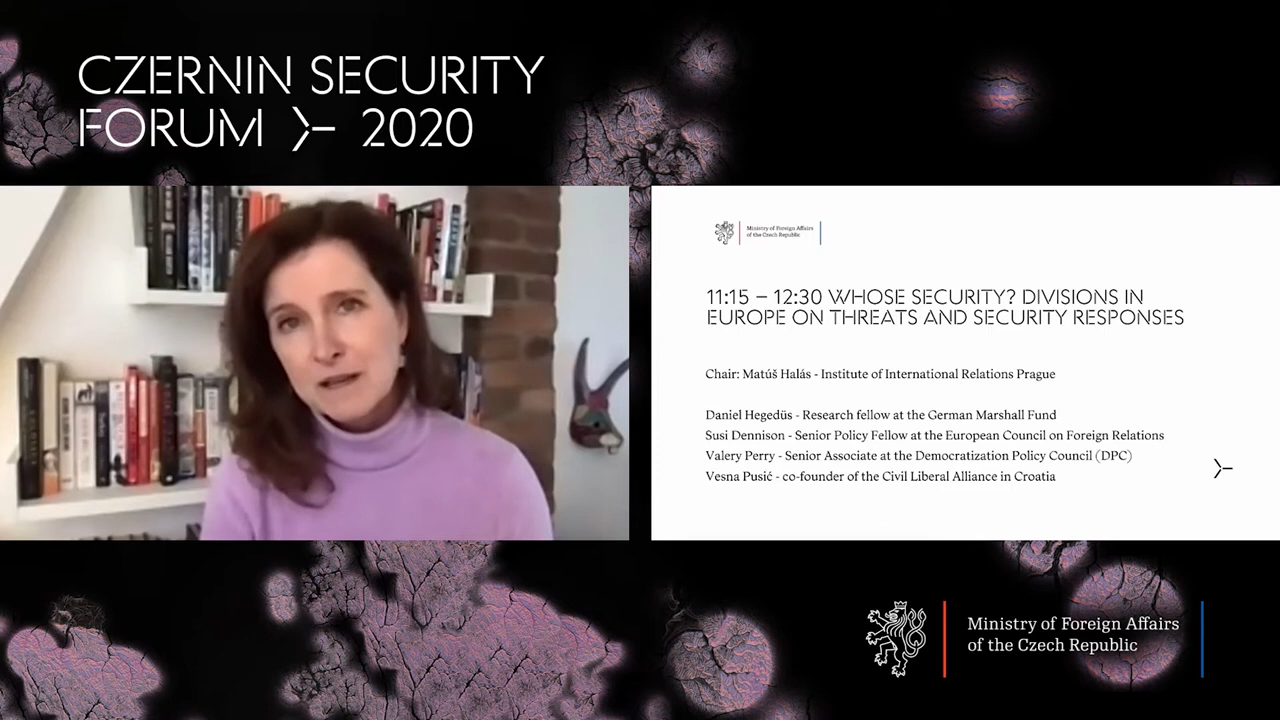 CZERNIN SECURITY
FORUM >– 2020
Ministry of Foreign Affairs
of the Czech Republic
11:15 – 12:30 WHOSE SECURITY? DIVISIONS IN
EUROPE ON THREATS AND SECURITY RESPONSES
Chair: Matúš Halás - Institute of International Relations Prague
Daniel Hegedüs - Research fellow at the German Marshall Fund
Susi Dennison - Senior Policy Fellow at the European Council on Foreign Relations
Valery Perry - Senior Associate at the Democratization Policy Council (DPC)
Vesna Pusić - co-founder of the Civil Liberal Alliance in Croatia
Ministry of Foreign Affairs
of the Czech Republic